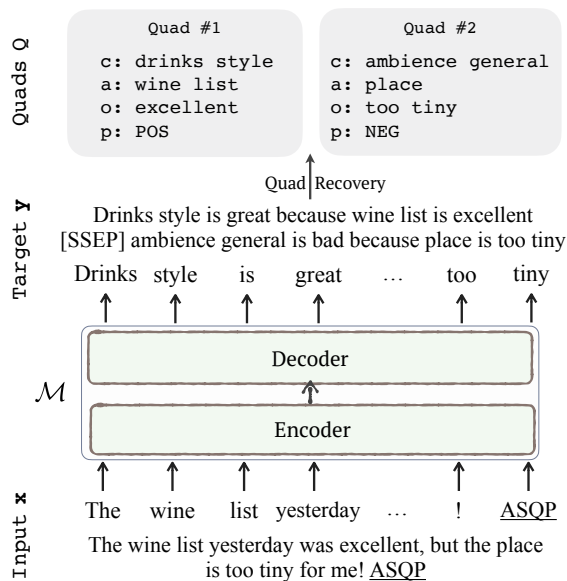 Quads Q
Quad #1
c: drinks style
a: wine list
o: excellent
p: POS
Quad #2
c: ambience general
a: place
o: too tiny
p: NEG
Quad Recovery
Target y
Drinks style is great because wine list is excellent
[SSEP] ambience general is bad because place is too tiny
Drinks style is great … too tiny
M
Decoder
Encoder
Input x
The wine list yesterday … ! ASQP
The wine list yesterday was excellent, but the place
is too tiny for me! ASQP